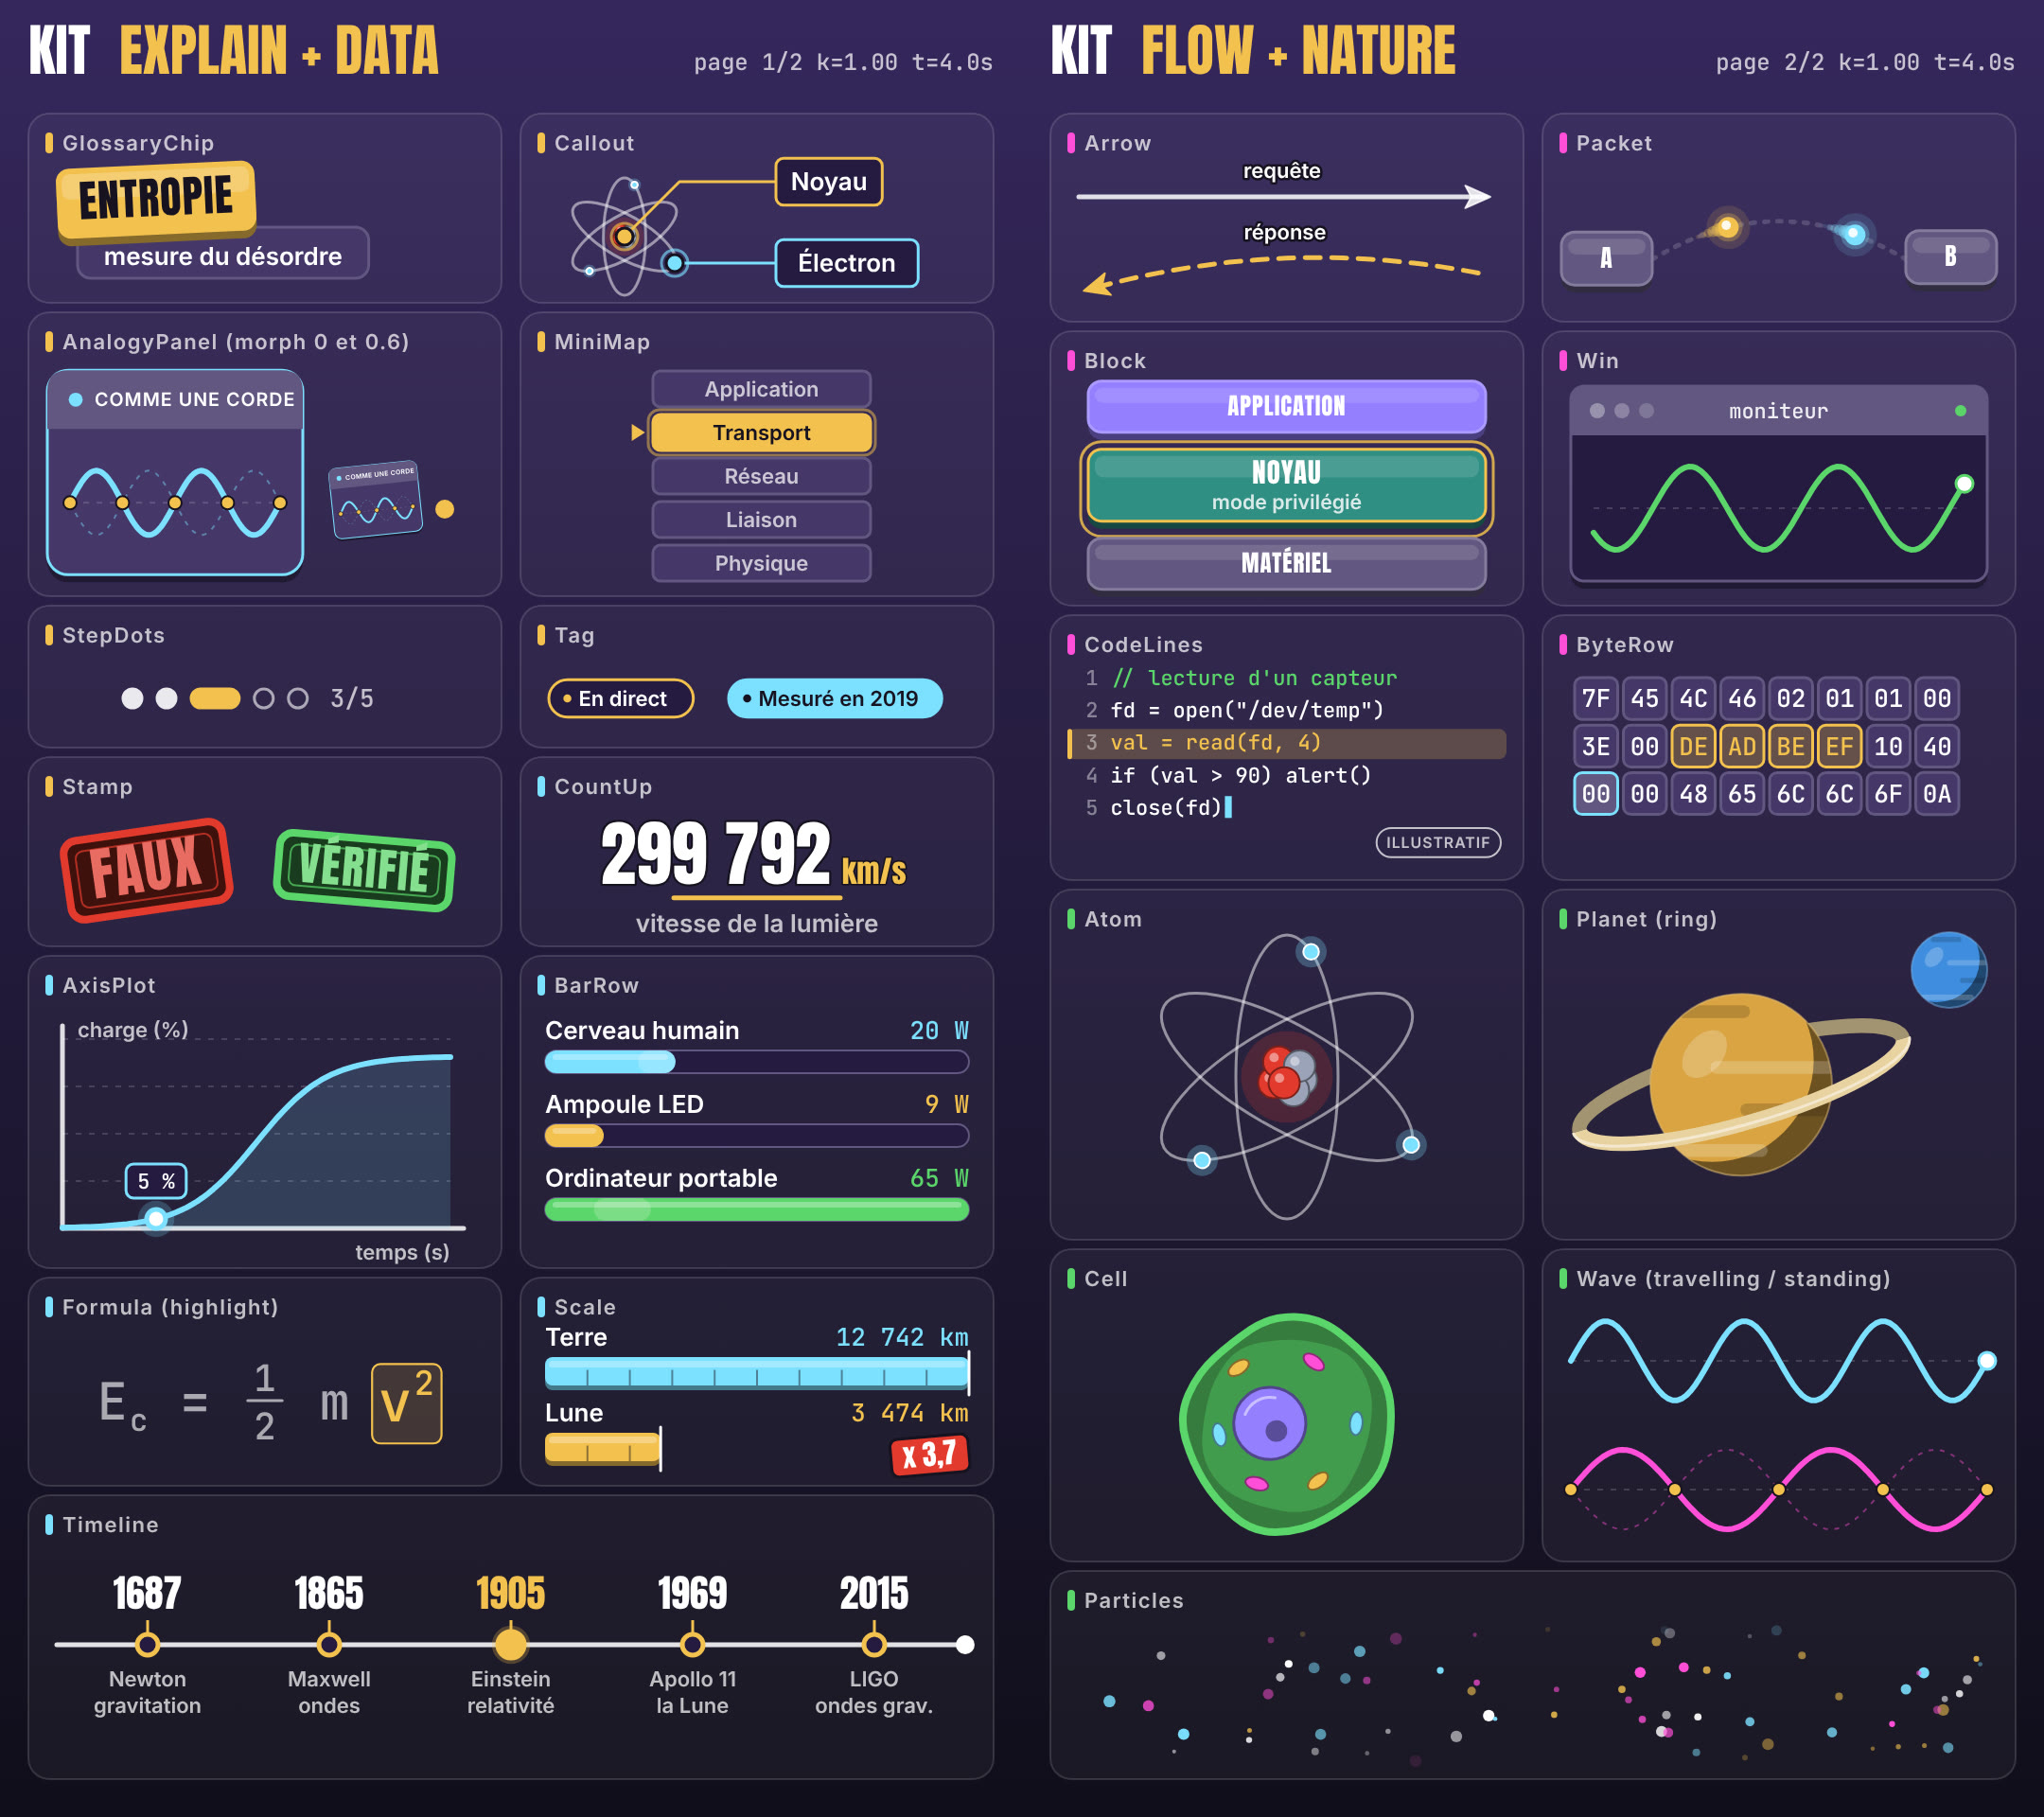 KIT EXPLAIN + DATA
page 1/2 k=1.00 t=4.0s
GlossaryChip
ENTROPIE
mesure du désordre
Callout
Noyau
Électron
AnalogyPanel (morph 0 et 0.6)
COMME UNE CORDE
COMME UNE CORDE
MiniMap
Application
Transport
Réseau
Liaison
Physique
StepDots
3/5
Tag
En direct
Mesuré en 2019
Stamp
FAUX
VÉRIFIÉ
CountUp
299 792 km/s
vitesse de la lumière
AxisPlot
charge (%)
5 %
temps (s)
BarRow
Cerveau humain 20 W
Ampoule LED 9 W
Ordinateur portable 65 W
Formula (highlight)
Ec = 1/2 m v²
Scale
Terre 12 742 km
Lune 3 474 km
x 3,7
Timeline
1687 1865 1905 1969 2015
Newton Maxwell Einstein Apollo 11 LIGO
gravitation ondes relativité la Lune ondes grav.
KIT FLOW + NATURE
page 2/2 k=1.00 t=4.0s
Arrow
requête
réponse
Packet
A
B
Block
APPLICATION
NOYAU
mode privilégié
MATÉRIEL
Win
moniteur
CodeLines
1 // lecture d'un capteur
2 fd = open("/dev/temp")
3 val = read(fd, 4)
4 if (val > 90) alert()
5 close(fd)
ILLUSTRATIF
ByteRow
7F 45 4C 46 02 01 01 00
3E 00 DE AD BE EF 10 40
00 00 48 65 6C 6C 6F 0A
Atom
Planet (ring)
Cell
Wave (travelling / standing)
Particles